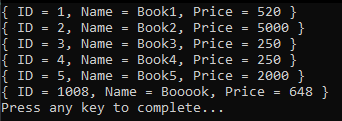 { ID = 1, Name = Book1, Price = 520 }
{ ID = 2, Name = Book2, Price = 5000 }
{ ID = 3, Name = Book3, Price = 250 }
{ ID = 4, Name = Book4, Price = 250 }
{ ID = 5, Name = Book5, Price = 2000 }
{ ID = 1008, Name = Booook, Price = 648 }
Press any key to complete...